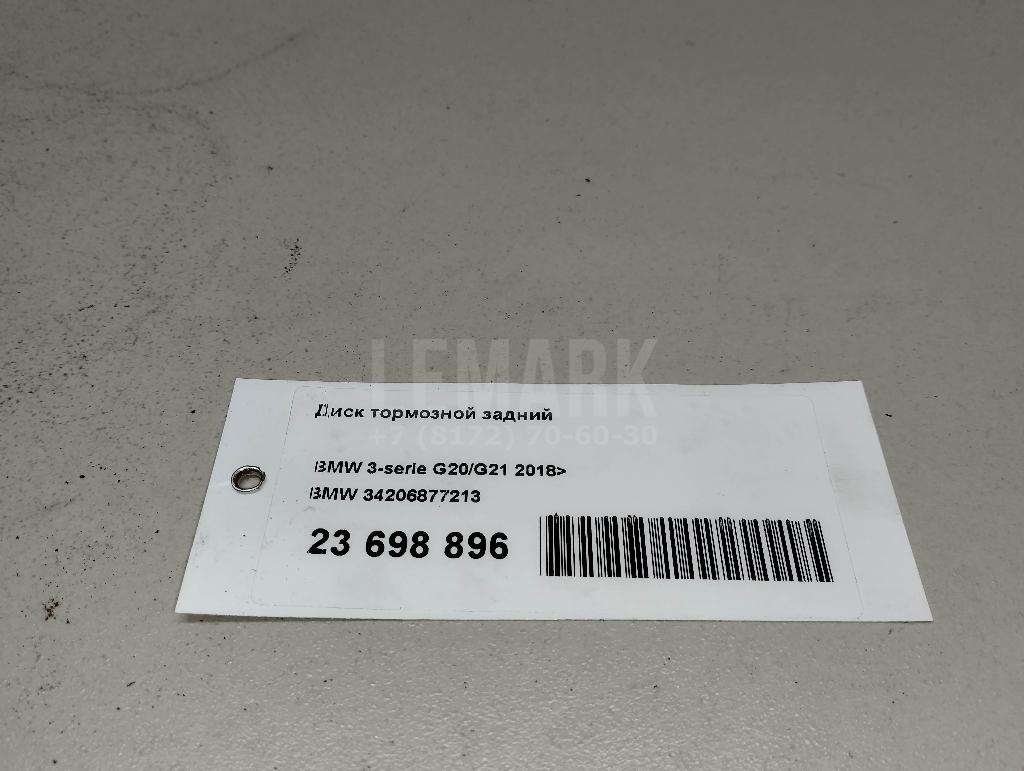 LEMARK
Диск тормозной задний
+7 (8172) 70-60-30
BMW 3-serie G20/G21 2018>
BMW 34206877213
23 698 896